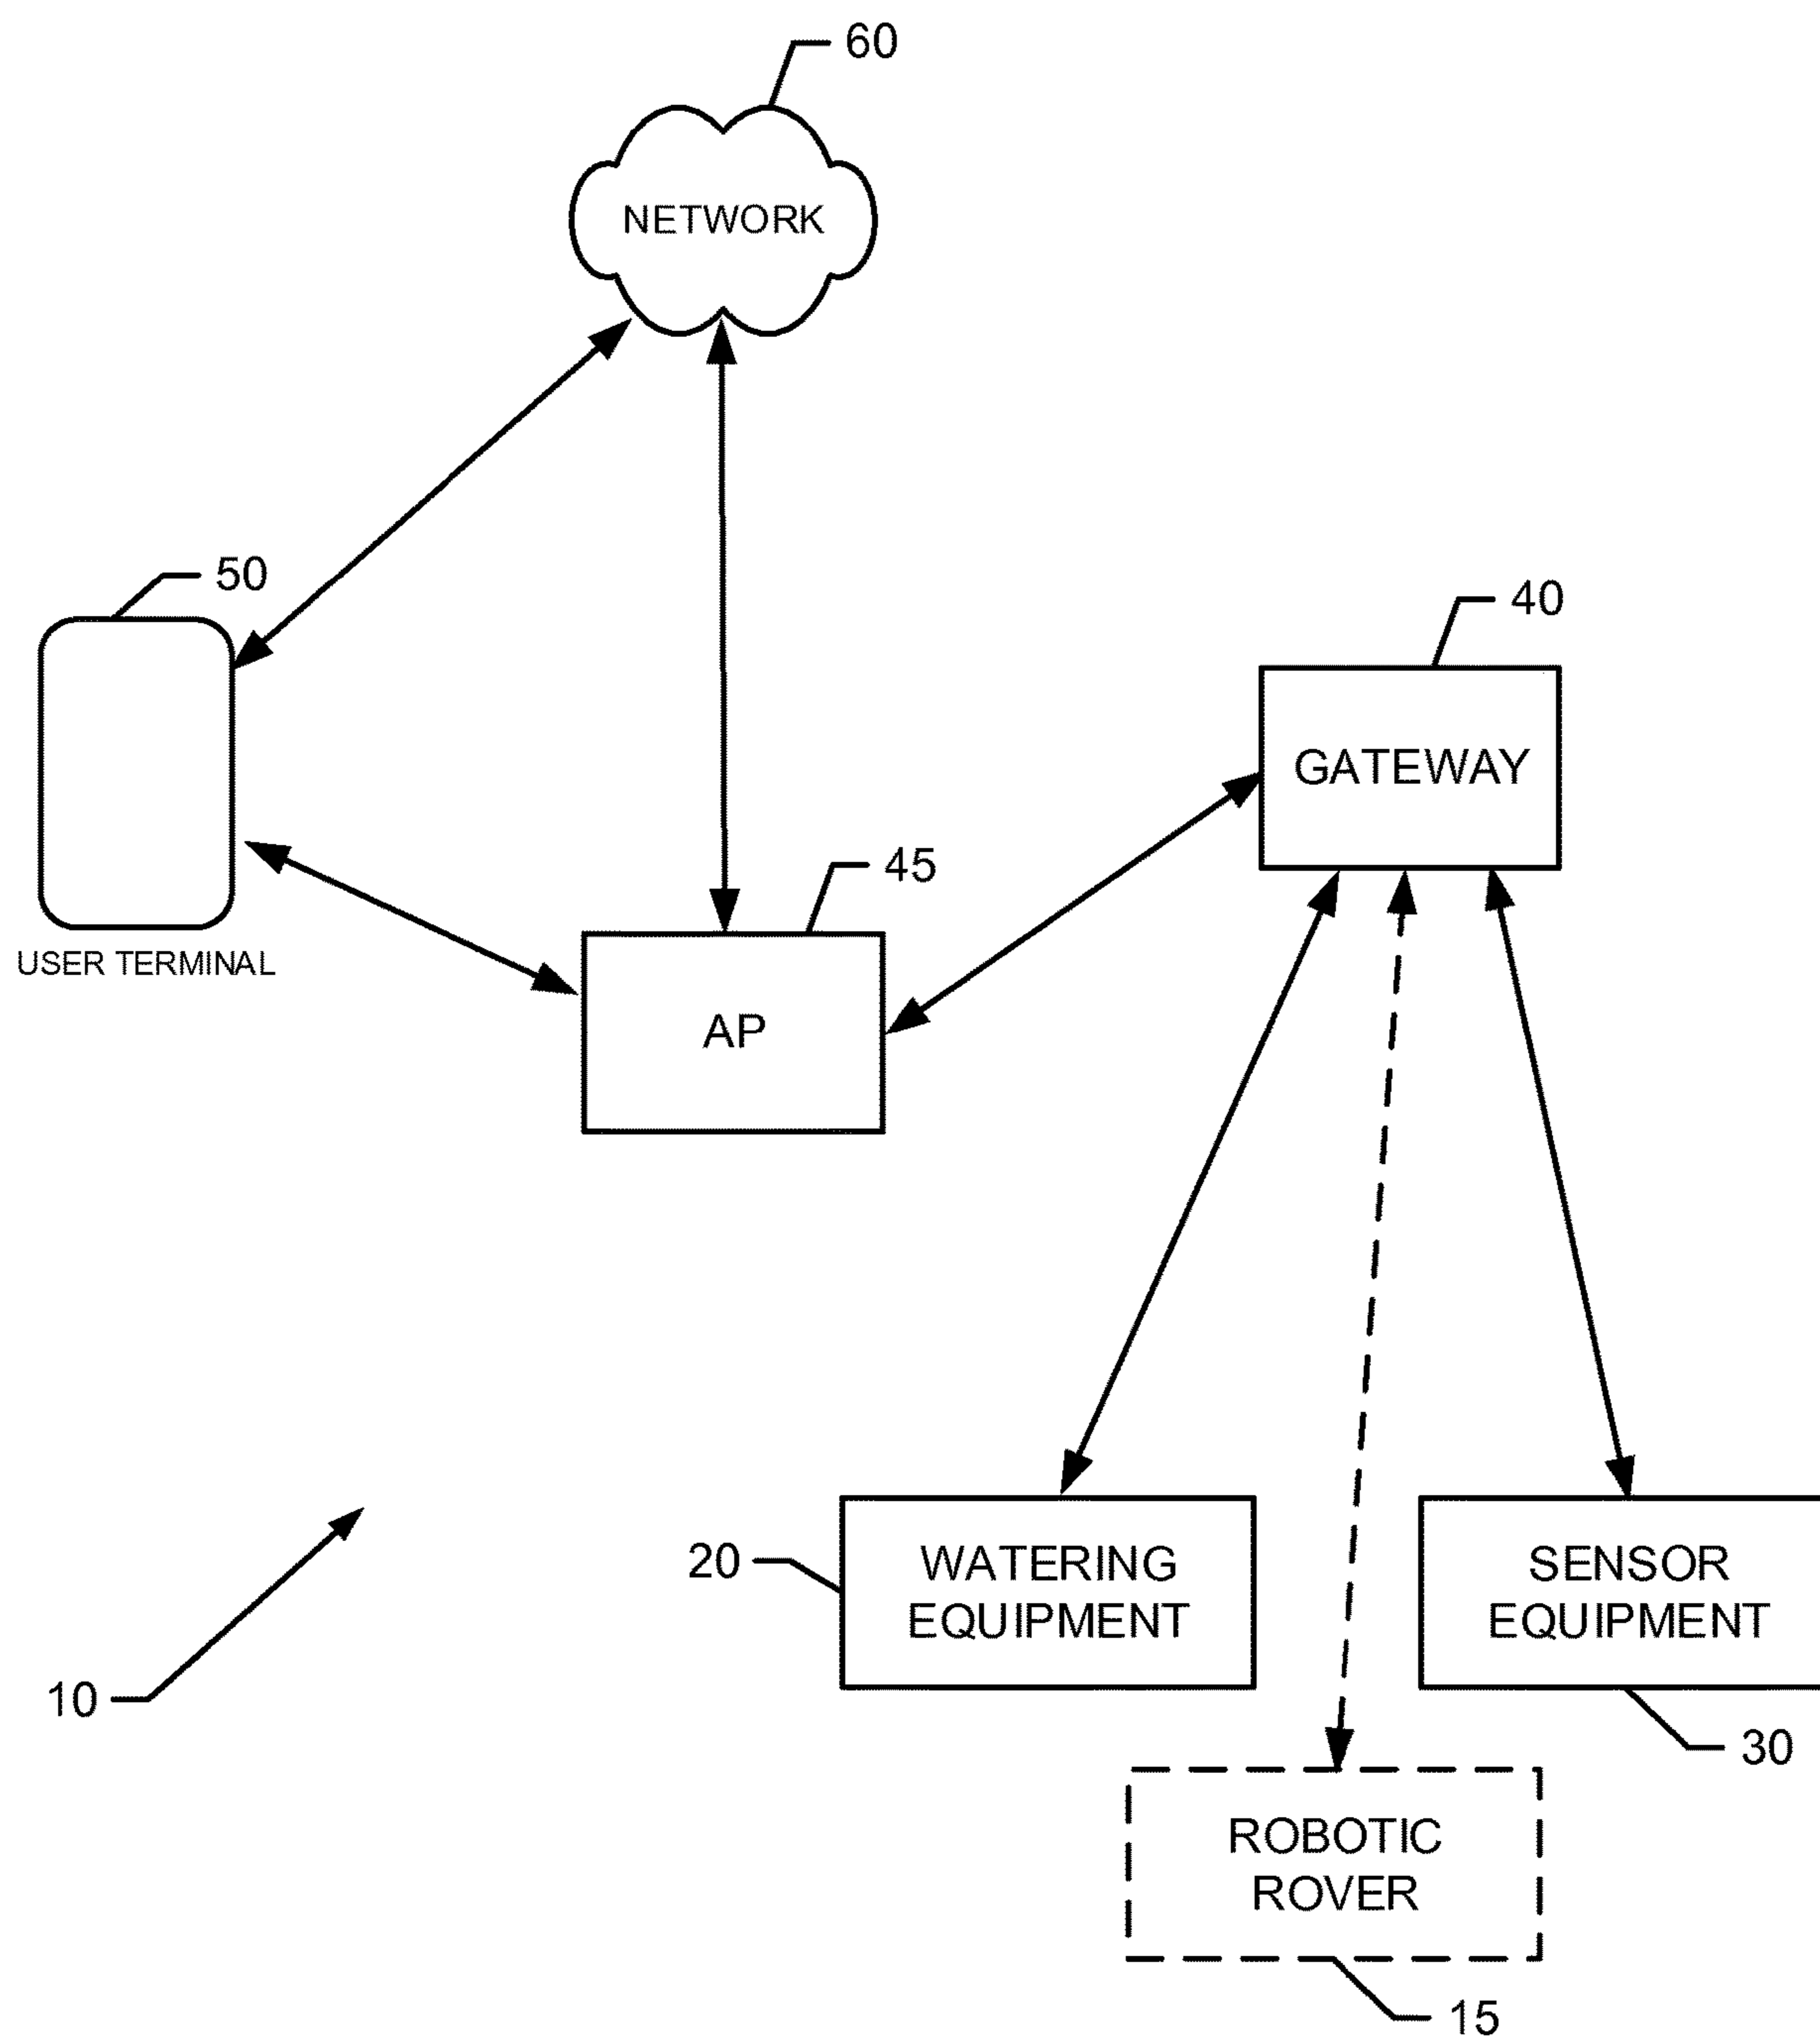 60
NETWORK
50
40
GATEWAY
45
USER TERMINAL
AP
20
WATERING
EQUIPMENT
SENSOR
EQUIPMENT
10
30
ROBOTIC
ROVER
15